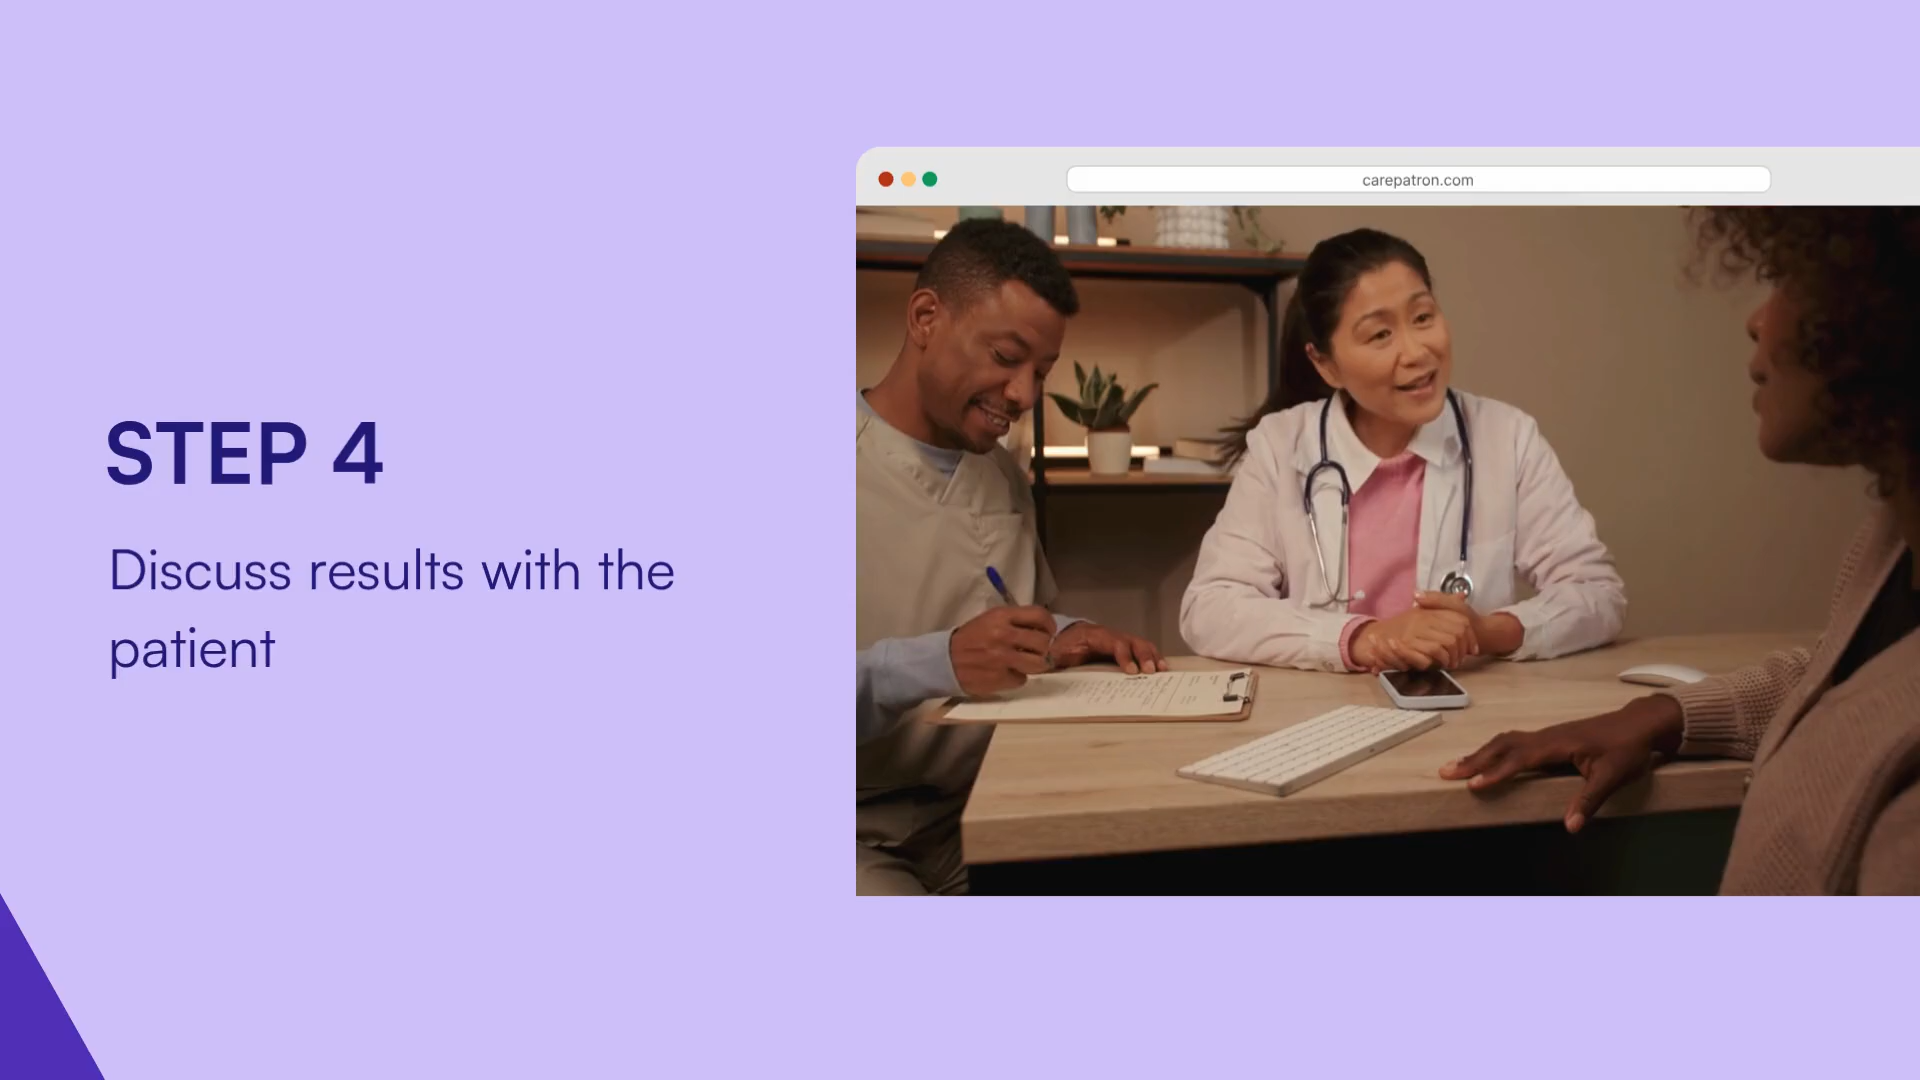 carepatron.com
STEP 4
Discuss results with the
patient